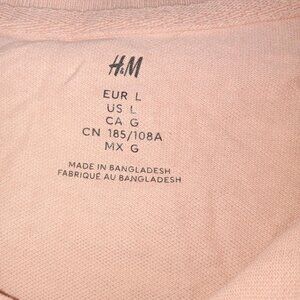 H&M
EUR L
US L
CA G
CN 185/108A
MX G
MADE IN BANGLADESH
FABRIQUÉ AU BANGLADESH